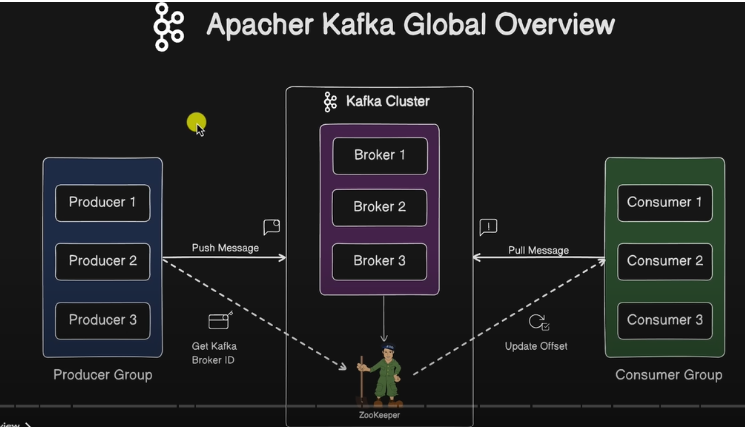 Apacher Kafka Global Overview
Kafka Cluster
Broker 1
Broker 2
Broker 3
Producer 1
Producer 2
Producer 3
Producer Group
Push Message
Get Kafka
Broker ID
Pull Message
Update Offset
Consumer 1
Consumer 2
Consumer 3
Consumer Group
ZooKeeper